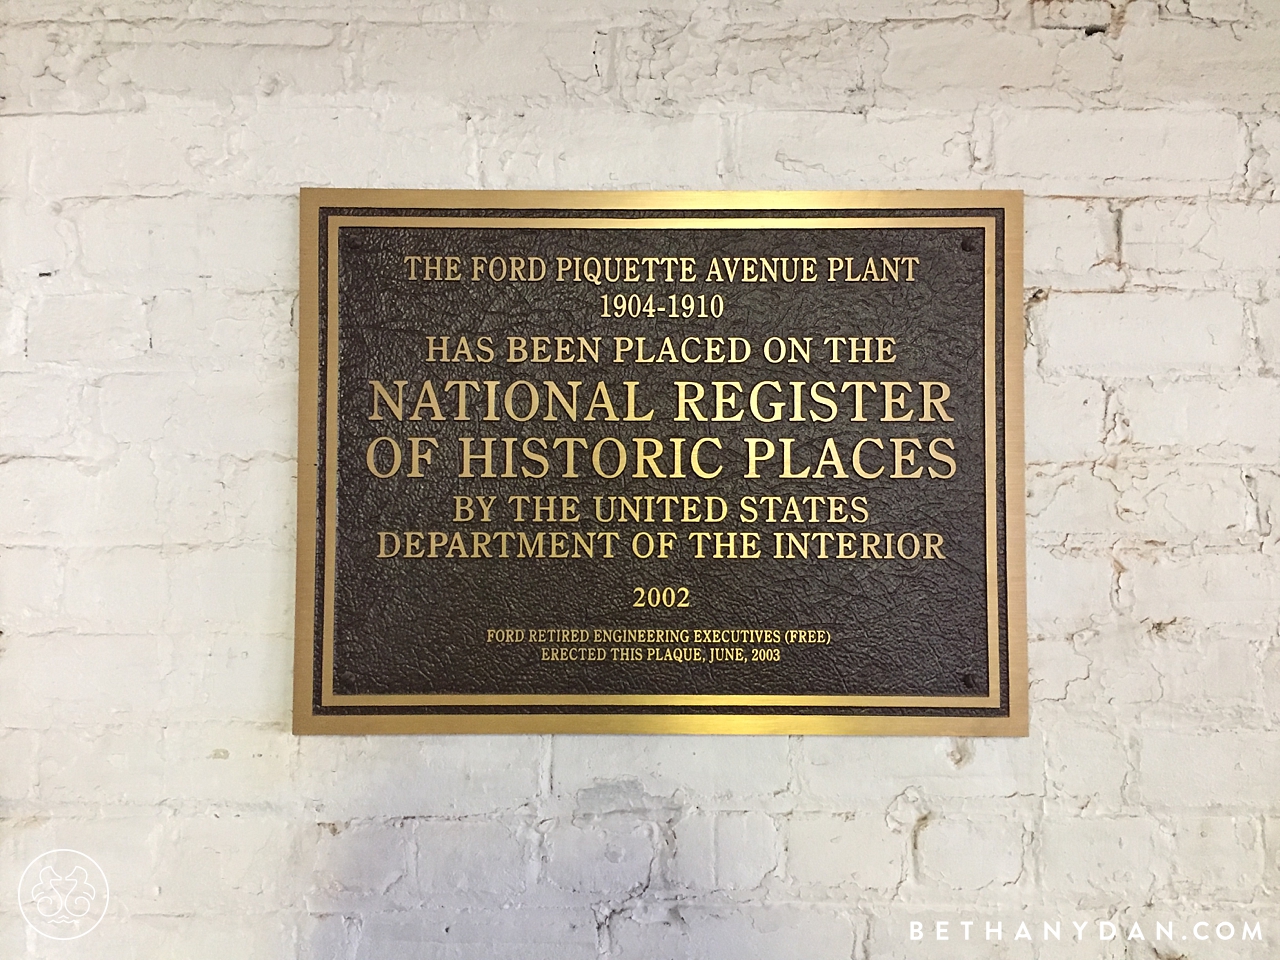 THE FORD PIQUETTE AVENUE PLANT
1904-1910
HAS BEEN PLACED ON THE
NATIONAL REGISTER
OF HISTORIC PLACES
BY THE UNITED STATES
DEPARTMENT OF THE INTERIOR
2002
FORD RETIRED ENGINEERING EXECUTIVES (FREE)
ERECTED THIS PLAQUE, JUNE, 2003
BETHANYDAN.COM